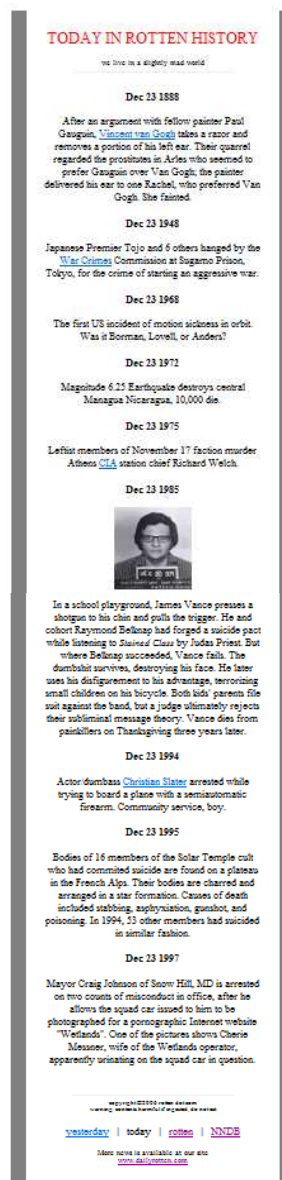 TODAY IN ROTTEN HISTORY
we live in a slightly mad world
Dec 23 1888
After an argument with fellow painter Paul
Gauguin, Vincent van Gogh takes a razor and
removes a portion of his left ear. Their quarrel
regarded the prostitutes in Arles who seemed to
prefer Gauguin over Van Gogh; the painter
delivered his ear to one Rachel, who preferred Van
Gogh. She fainted.
Dec 23 1948
Japanese Premier Tojo and 6 others hanged by the
War Crimes Commission at Sugamo Prison,
Tokyo, for the crime of starting an aggressive war.
Dec 23 1968
The first US incident of motion sickness in orbit.
Was it Borman, Lovell, or Anders?
Dec 23 1972
Magnitude 6.25 Earthquake destroys central
Managua Nicaragua, 10,000 die.
Dec 23 1975
Leftist members of November 17 faction murder
Athens CIA station chief Richard Welch.
Dec 23 1985
In a school playground, James Vance presses a
shotgun to his chin and pulls the trigger. He and
cohort Raymond Belknap had forged a suicide pact
while listening to Stained Class by Judas Priest. But
where Belknap succeeded, Vance fails. The
dumbshit survives, destroying his face. He later
uses his disfigurement to his advantage, terrorizing
small children on his bicycle. Both kids' parents file
suit against the band, but a judge ultimately rejects
their subliminal message theory. Vance dies from
painkillers on Thanksgiving three years later.
Dec 23 1994
Actor/dumbass Christian Slater arrested while
trying to board a plane with a semiautomatic
firearm. Community service, boy.
Dec 23 1995
Bodies of 16 members of the Solar Temple cult
who had commited suicide are found on a plateau
in the French Alps. Their bodies are charred and
arranged in a star formation. Causes of death
included stabbing, asphyxiation, gunshot, and
poisoning. In 1994, 53 other members had suicided
in similar fashion.
Dec 23 1997
Mayor Craig Johnson of Snow Hill, MD is arrested
on two counts of misconduct in office, after he
allows the squad car issued to him to be
photographed for a pornographic Internet website
"Wetlands". One of the pictures shows Cherie
Messner, wife of the Wetlands operator,
apparently urinating on the squad car in question.
copyright ©2000 rotten dot com
warning: contents harmful if ingested, do not eat
yesterday | today | rotten | NNDB
More news is available at our site
www.dailyrotten.com